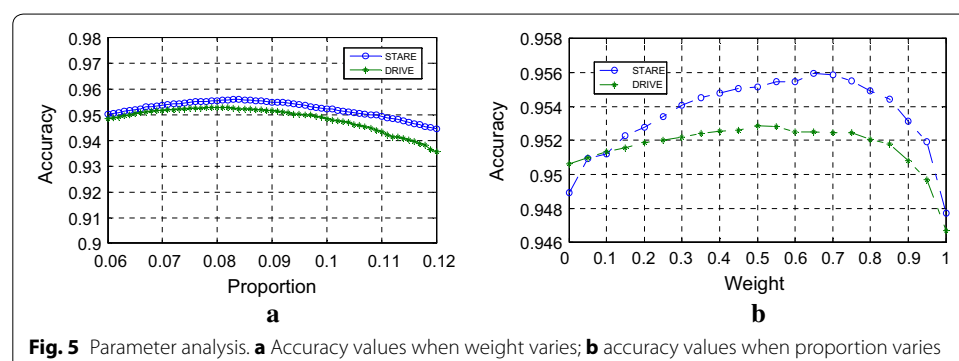 0.98
0.97
0.96
0.95
0.94
0.93
0.92
0.91
0.9
Accuracy
STARE
DRIVE
0.06 0.07 0.08 0.09 0.1 0.11 0.12
Proportion
a
0.958
0.956
0.954
0.952
0.95
0.948
0.946
Accuracy
STARE
DRIVE
0 0.1 0.2 0.3 0.4 0.5 0.6 0.7 0.8 0.9 1
Weight
b
Fig. 5 Parameter analysis. a Accuracy values when weight varies; b accuracy values when proportion varies